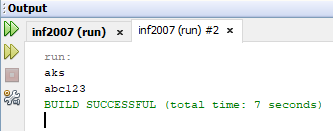 Output
inf2007 (run) × inf2007 (run) #2 ×
run:
aks
abc123
BUILD SUCCESSFUL (total time: 7 seconds)